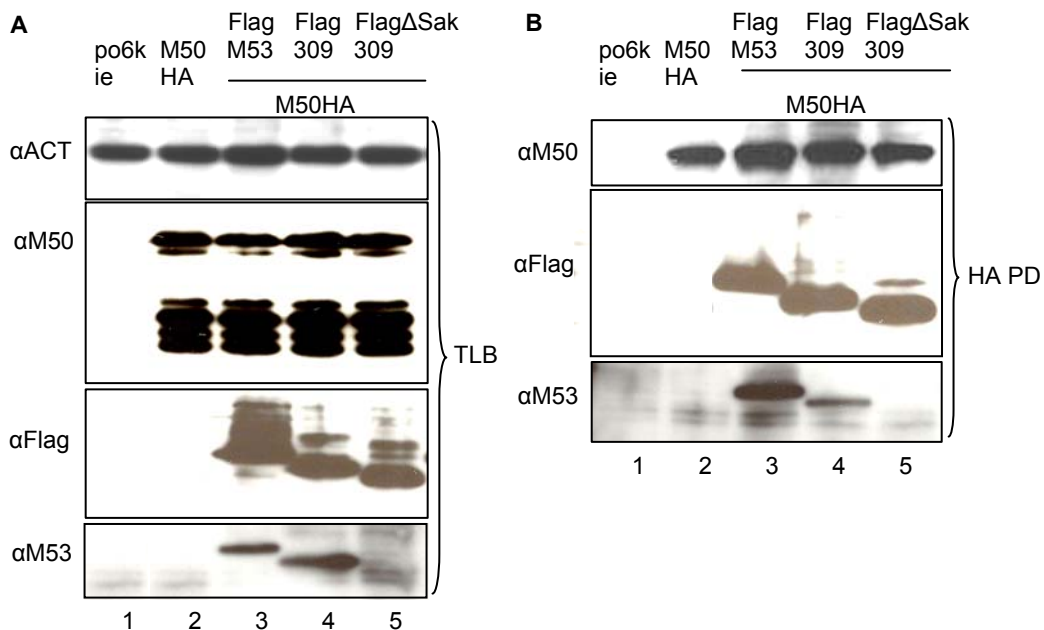 A
po6k ie
M50 HA
Flag M53
Flag 309
FlagΔSak 309
M50HA
αACT
αM50
αFlag
αM53
TLB
1 2 3 4 5
B
po6k ie
M50 HA
Flag M53
Flag 309
FlagΔSak 309
M50HA
αM50
αFlag
αM53
HA PD
1 2 3 4 5